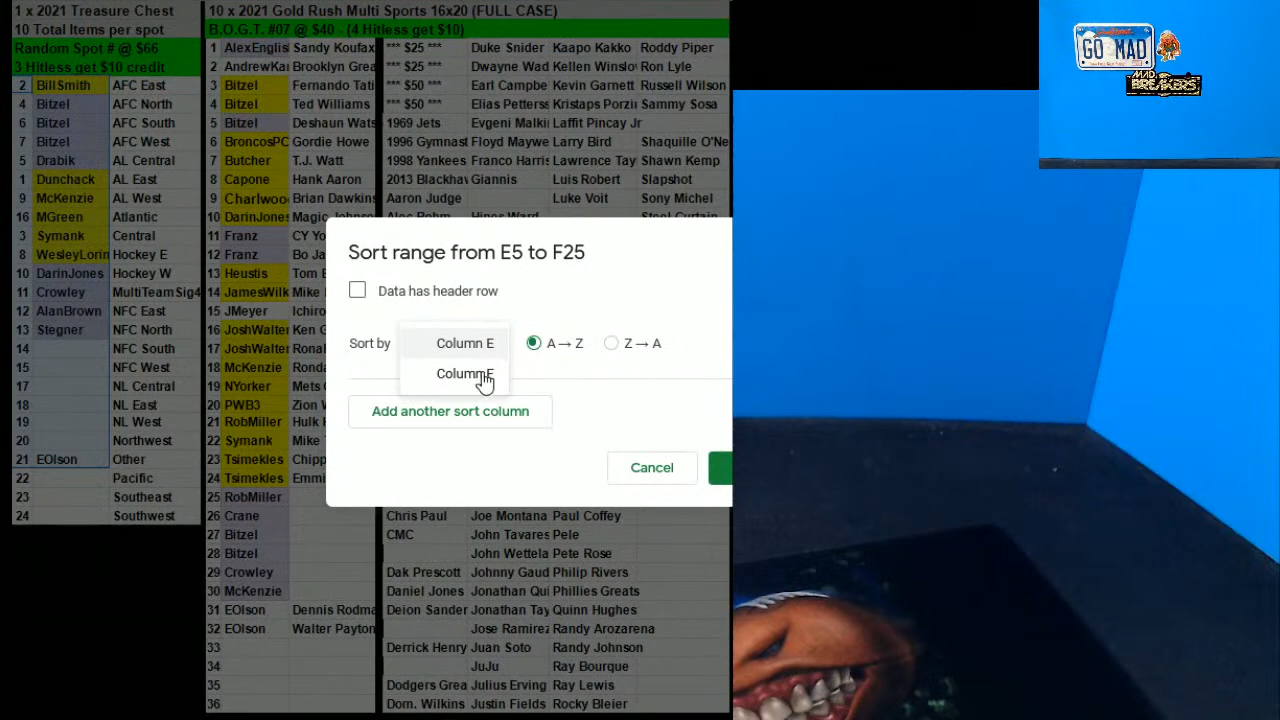 1 x 2021 Treasure Chest
10 Total Items per spot
Random Spot # @ $66
3 Hitless get $10 credit
2 BillSmith AFC East
4 Bitzel AFC North
6 Bitzel AFC South
7 Bitzel AFC West
5 Drabik AL Central
1 Dunchack AL East
9 McKenzie AL West
16 MGreen Atlantic
3 Symank Central
8 WesleyLorin Hockey E
10 DarinJones Hockey W
11 Crowley MultiTeamSig4
12 AlanBrown NFC East
13 Stegner NFC North
14 NFC South
15 NFC West
17 NL Central
18 NL East
19 NL West
20 Northwest
21 EOlson Other
22 Pacific
23 Southeast
24 Southwest
10 x 2021 Gold Rush Multi Sports 16x20 (FULL CASE)
B.O.G.T. #07 @ $40 - (4 Hitless get $10)
1 AlexEnglis Sandy Koufax *** $25 *** Duke Snider Kaapo Kakko Roddy Piper
2 AndrewKar Brooklyn Grea *** $25 *** Dwayne Wad Kellen Winslo Ron Lyle
3 Bitzel Fernando Tati *** $50 *** Earl Campbe Kevin Garnett Russell Wilson
4 Bitzel Ted Williams *** $50 *** Elias Petterss Kristaps Porzi Sammy Sosa
5 Bitzel Deshaun Wats 1969 Jets Evgeni Malki Laffit Pincay Jr
6 BroncosPC Gordie Howe 1996 Gymnast Floyd Maywe Larry Bird Shaquille O'Ne
7 Butcher T.J. Watt 1998 Yankees Franco Harris Lawrence Tay Shawn Kemp
8 Capone Hank Aaron 2013 Blackhaw Giannis Luis Robert Slapshot
9 Charlwoo Brian Dawkins Aaron Judge Luke Voit Sony Michel
10 DarinJones Magic Johnson Alec Bohm Hines Ward Steel Curtain
11 Franz CY Yo
12 Franz Bo Ja
13 Heustis Tom B
14 JamesWilk Mike
15 JMeyer Ichiro
16 JoshWalter Ken G
17 JoshWalter Ronal
18 McKenzie Ronda
19 NYorker Mets
20 PWB3 Zion W
21 RobMiller Hulk H
22 Symank Mike
23 Tsimekles Chipp
24 Tsimekles Emmi
25 RobMiller
26 Crane Chris Paul Joe Montana Paul Coffey
27 Bitzel CMC John Tavares Pele
28 Bitzel John Wettela Pete Rose
29 Crowley Dak Prescott Johnny Gaud Philip Rivers
30 McKenzie Daniel Jones Jonathan Qui Phillies Greats
31 EOlson Dennis Rodma Deion Sander Jonathan Tay Quinn Hughes
32 EOlson Walter Payton Jose Ramirez Randy Arozarena
33 Derrick Henry Juan Soto Randy Johnson
34 JuJu Ray Bourque
35 Dodgers Grea Julius Erving Ray Lewis
36 Dom. Wilkins Justin Fields Rocky Bleier
Sort range from E5 to F25
Data has header row
Sort by Column E A → Z Z → A
Column F
Add another sort column
Cancel
GO MAD
MAD
BREAKERS